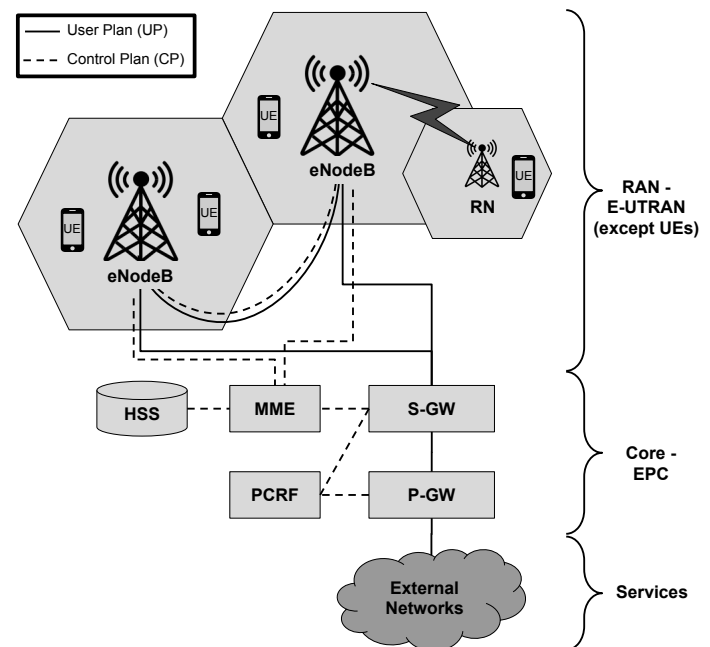 User Plan (UP)
Control Plan (CP)
UE
eNodeB
UE
RN
UE
UE
UE
eNodeB
RAN -
E-UTRAN
(except UEs)
HSS
MME
S-GW
PCRF
P-GW
Core -
EPC
External
Networks
Services